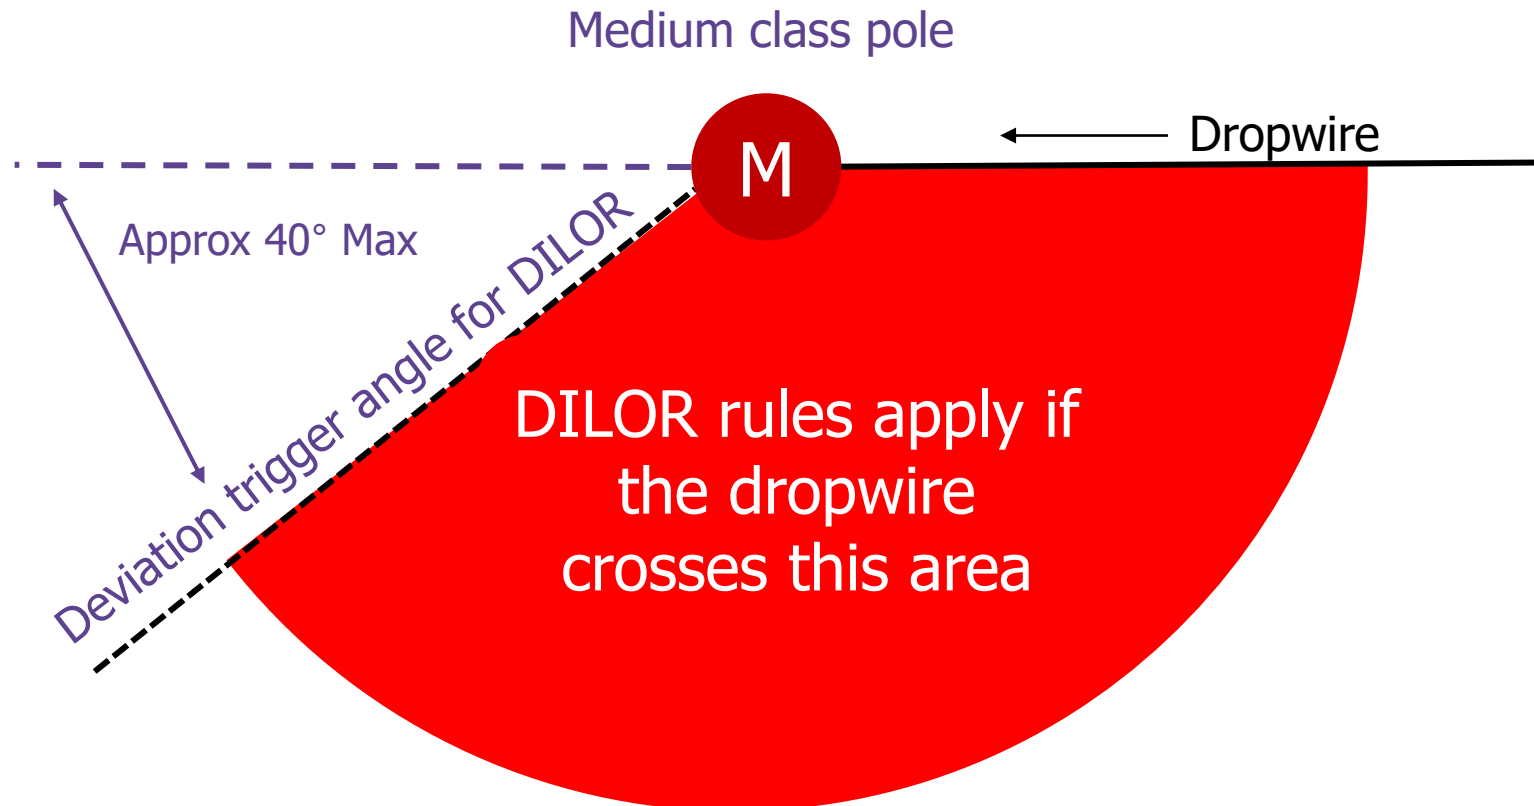 Medium class pole
M
Dropwire
Approx 40° Max
Deviation trigger angle for DILOR
DILOR rules apply if
the dropwire
crosses this area